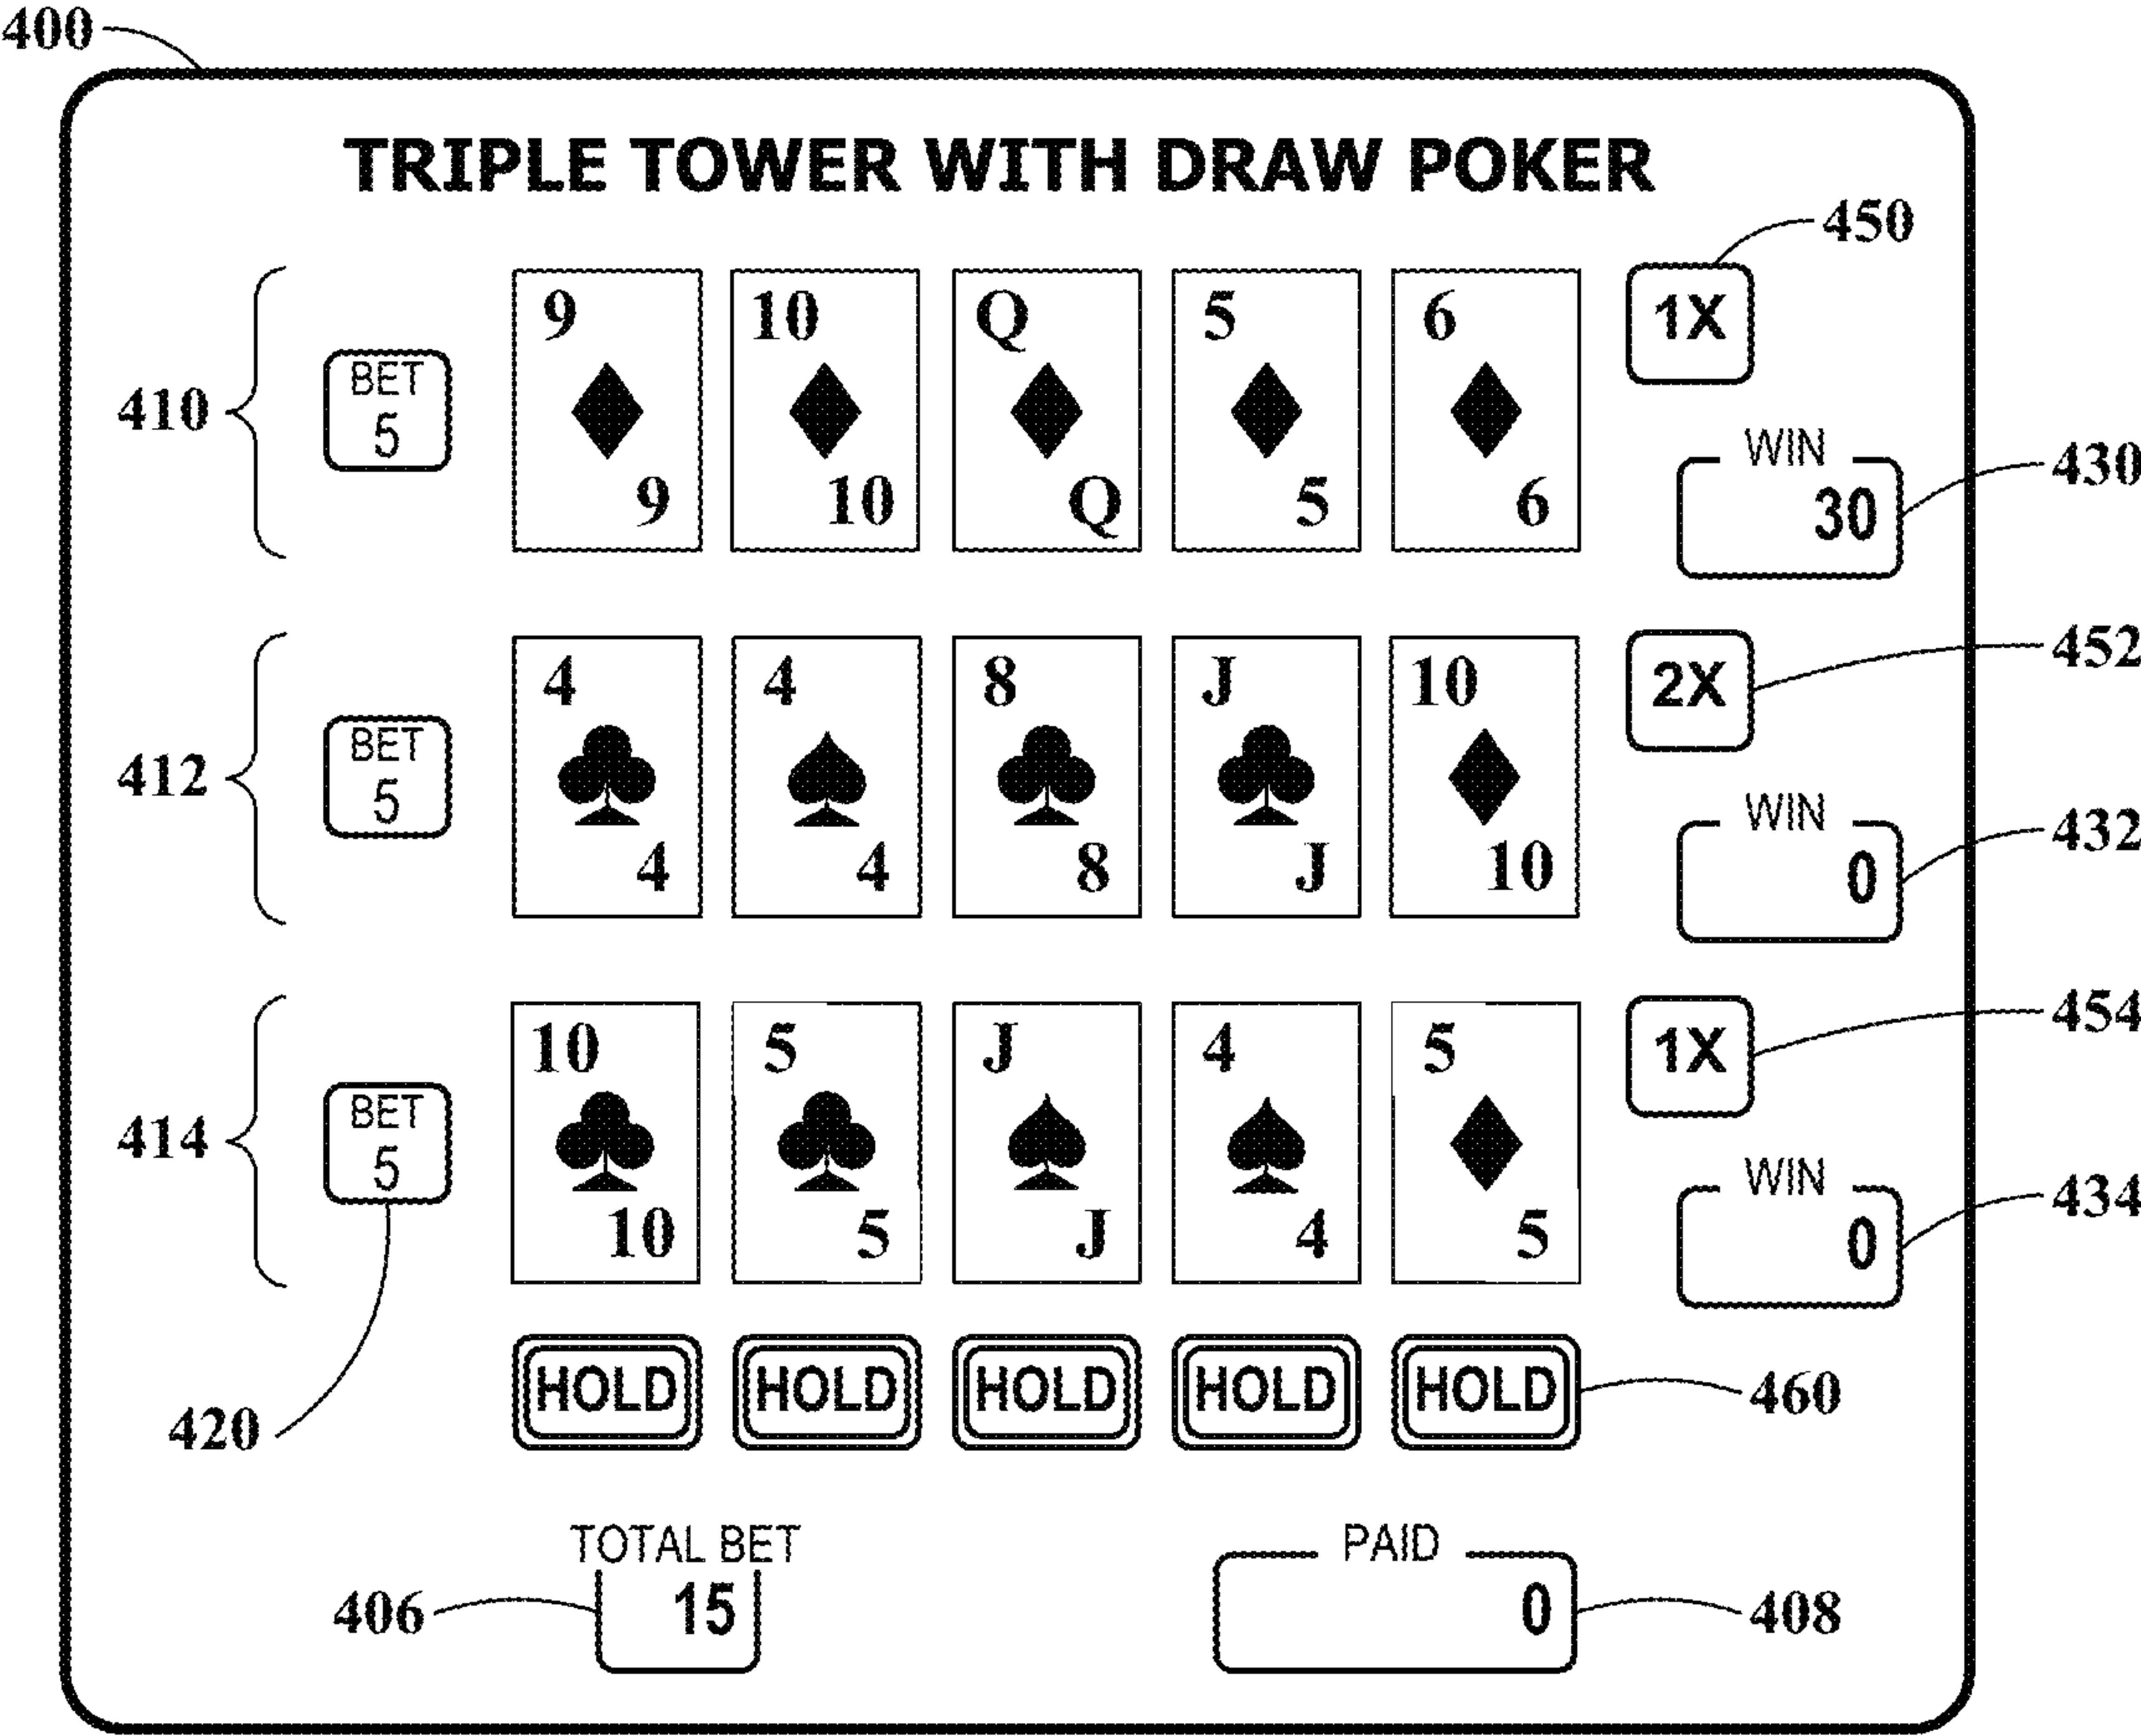 400
TRIPLE TOWER WITH DRAW POKER
450
9 10 Q 5 6 1X
410 BET
5
9 10 Q 5 6
WIN
30 430
4 4 8 J 10 2X 452
412 BET
5
4 4 8 J 10
WIN
0 432
10 5 J 4 5 1X 454
414 BET
5
10 5 J 4 5
WIN
0 434
HOLD HOLD HOLD HOLD HOLD 460
420
TOTAL BET PAID
406 15 0 408